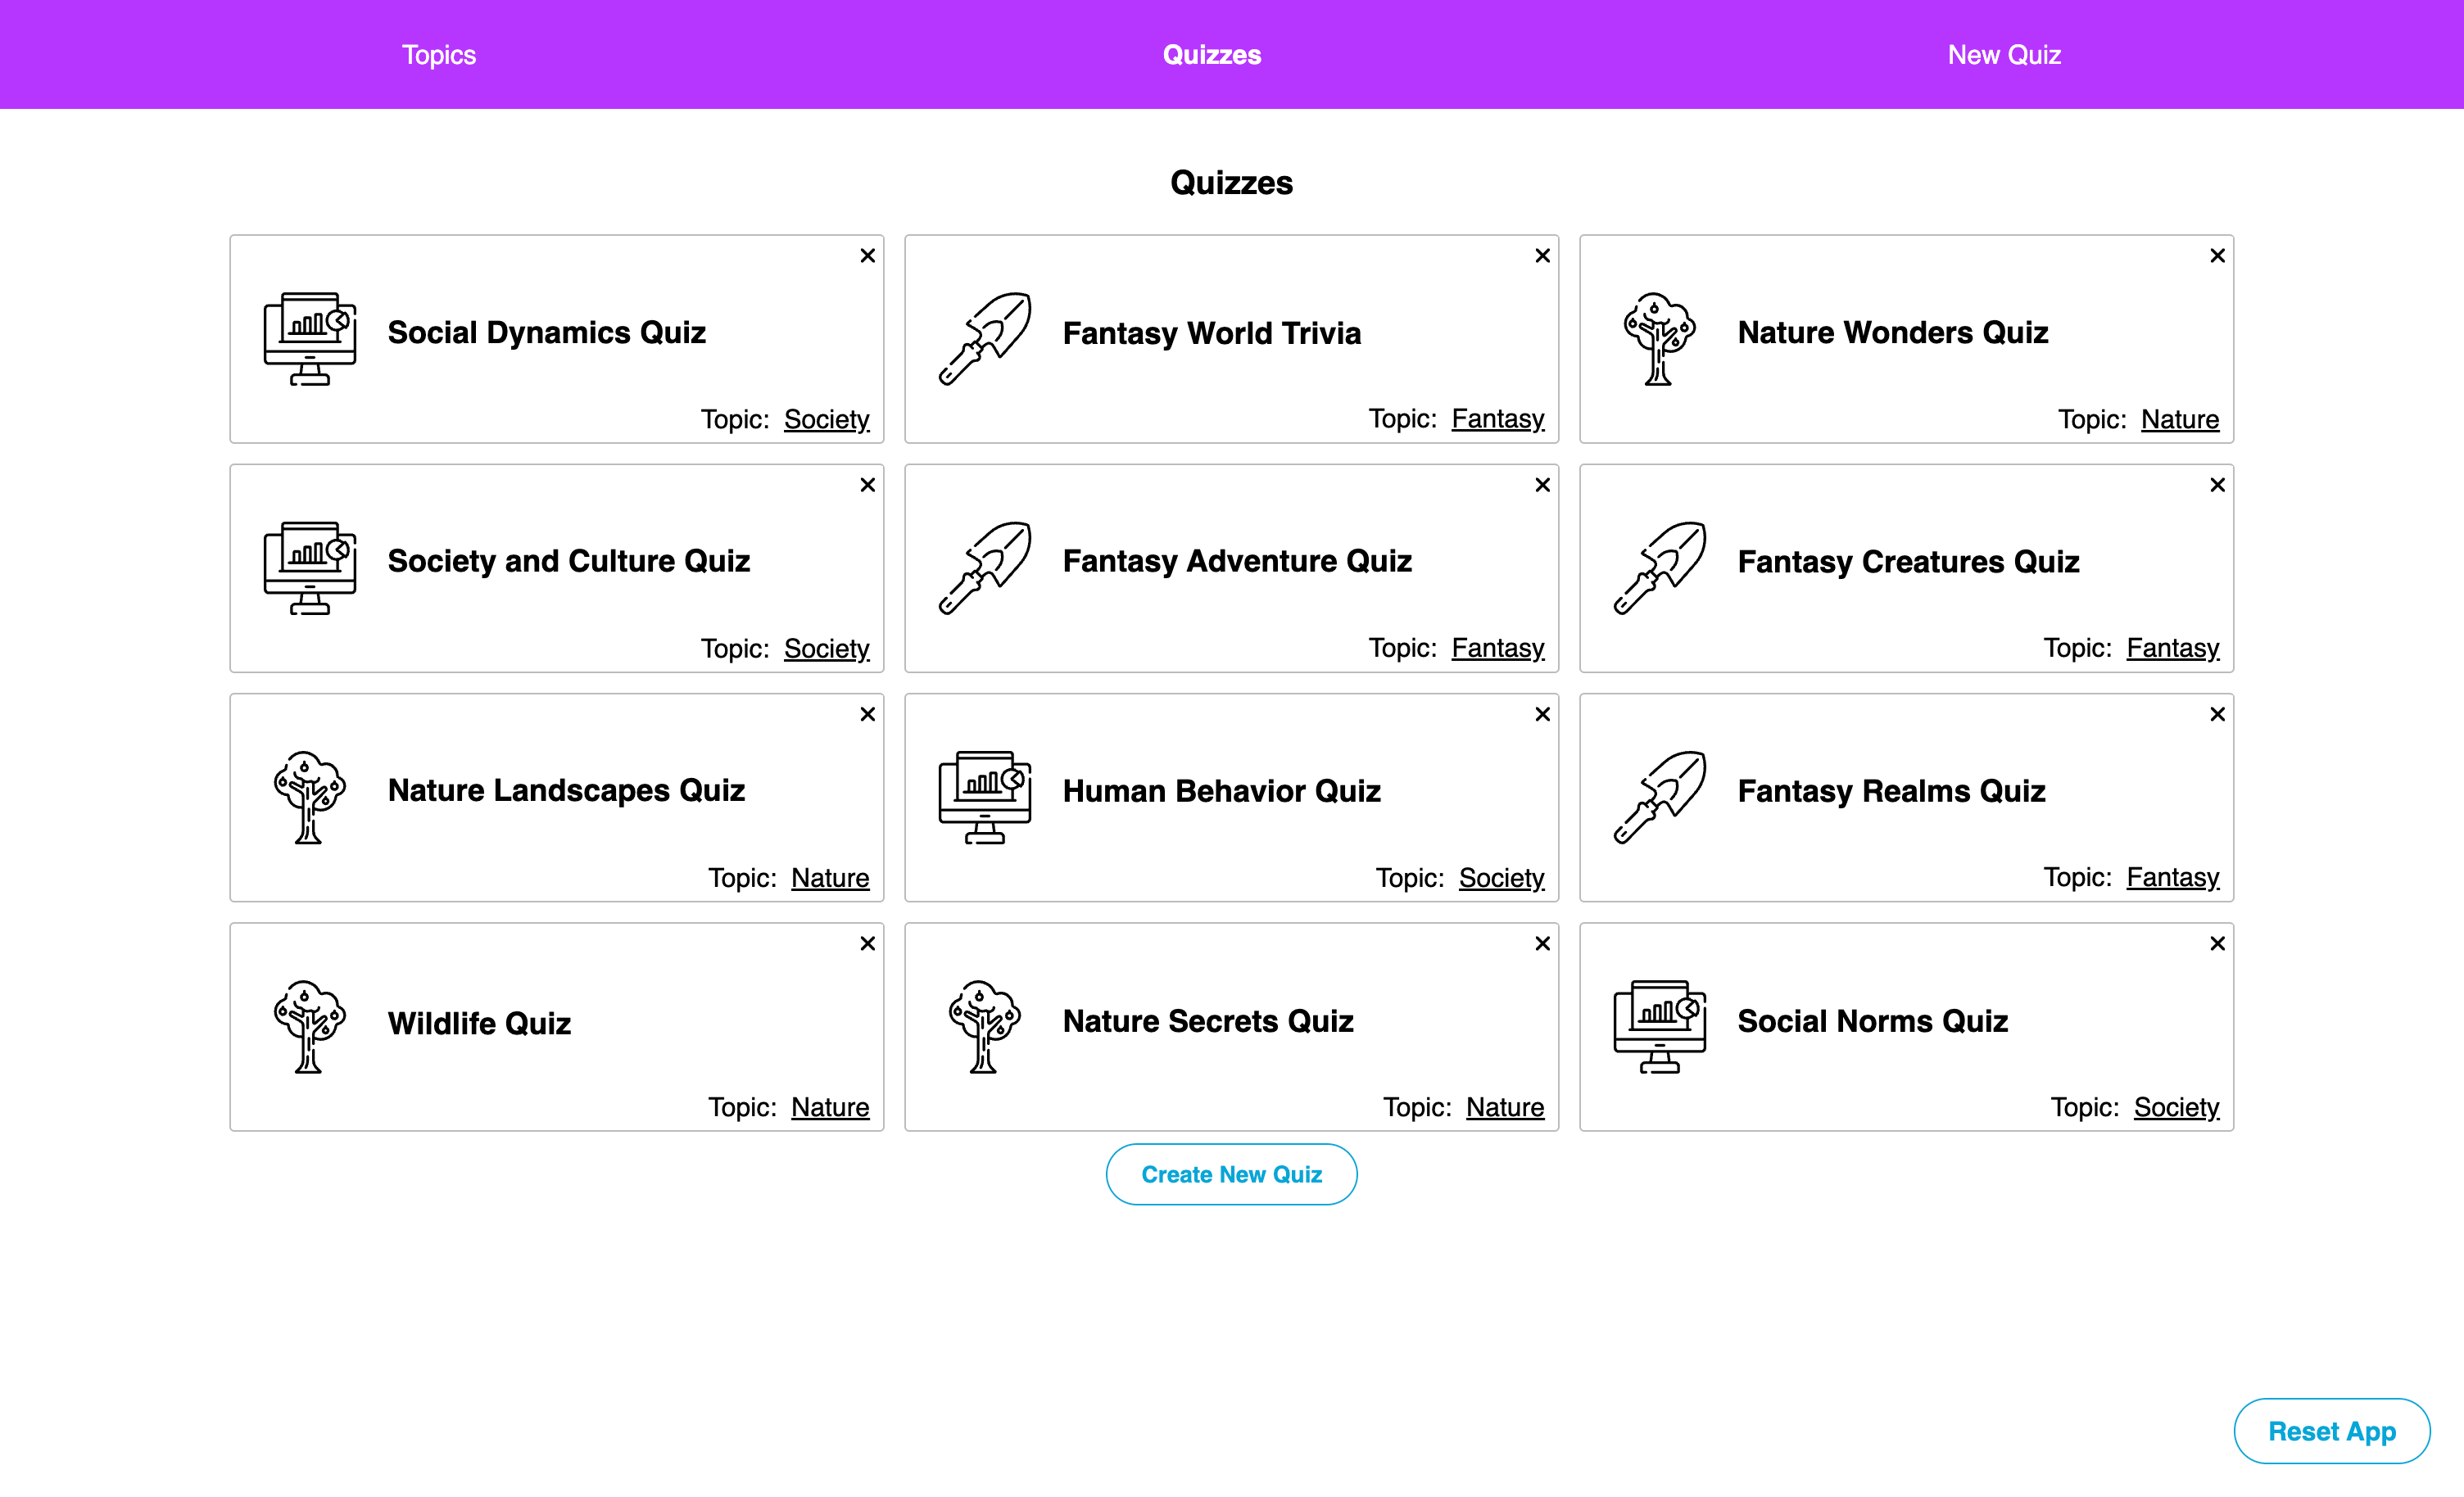 Topics
Quizzes
New Quiz
Quizzes
Social Dynamics Quiz
Topic: Society
Fantasy World Trivia
Topic: Fantasy
Nature Wonders Quiz
Topic: Nature
Society and Culture Quiz
Topic: Society
Fantasy Adventure Quiz
Topic: Fantasy
Fantasy Creatures Quiz
Topic: Fantasy
Nature Landscapes Quiz
Topic: Nature
Human Behavior Quiz
Topic: Society
Fantasy Realms Quiz
Topic: Fantasy
Wildlife Quiz
Topic: Nature
Nature Secrets Quiz
Topic: Nature
Social Norms Quiz
Topic: Society
Create New Quiz
Reset App